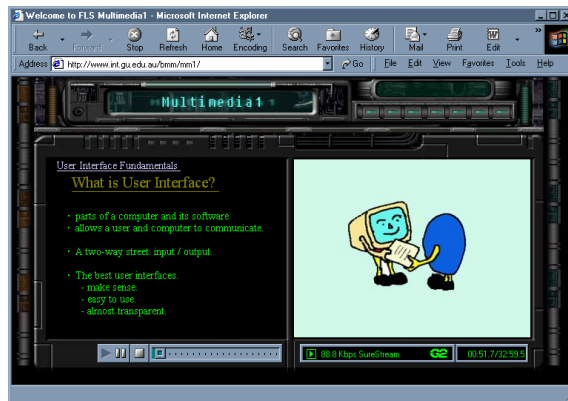 Welcome to FLS Multimedia1 - Microsoft Internet Explorer
Back Forward Stop Refresh Home Encoding Search Favorites History Mail Print Edit »
Address http://www.int.gu.edu.au/bmm/mm1/ Go File Edit View Favorites Tools Help
Multimedia1
User Interface Fundamentals
What is User Interface?
· parts of a computer and its software.
· allows a user and computer to communicate.
· A two-way street: input / output.
· The best user interfaces.
- make sense.
- easy to use.
- almost transparent.
88.8 Kbps SureStream G2 00:51.7/32:59.5